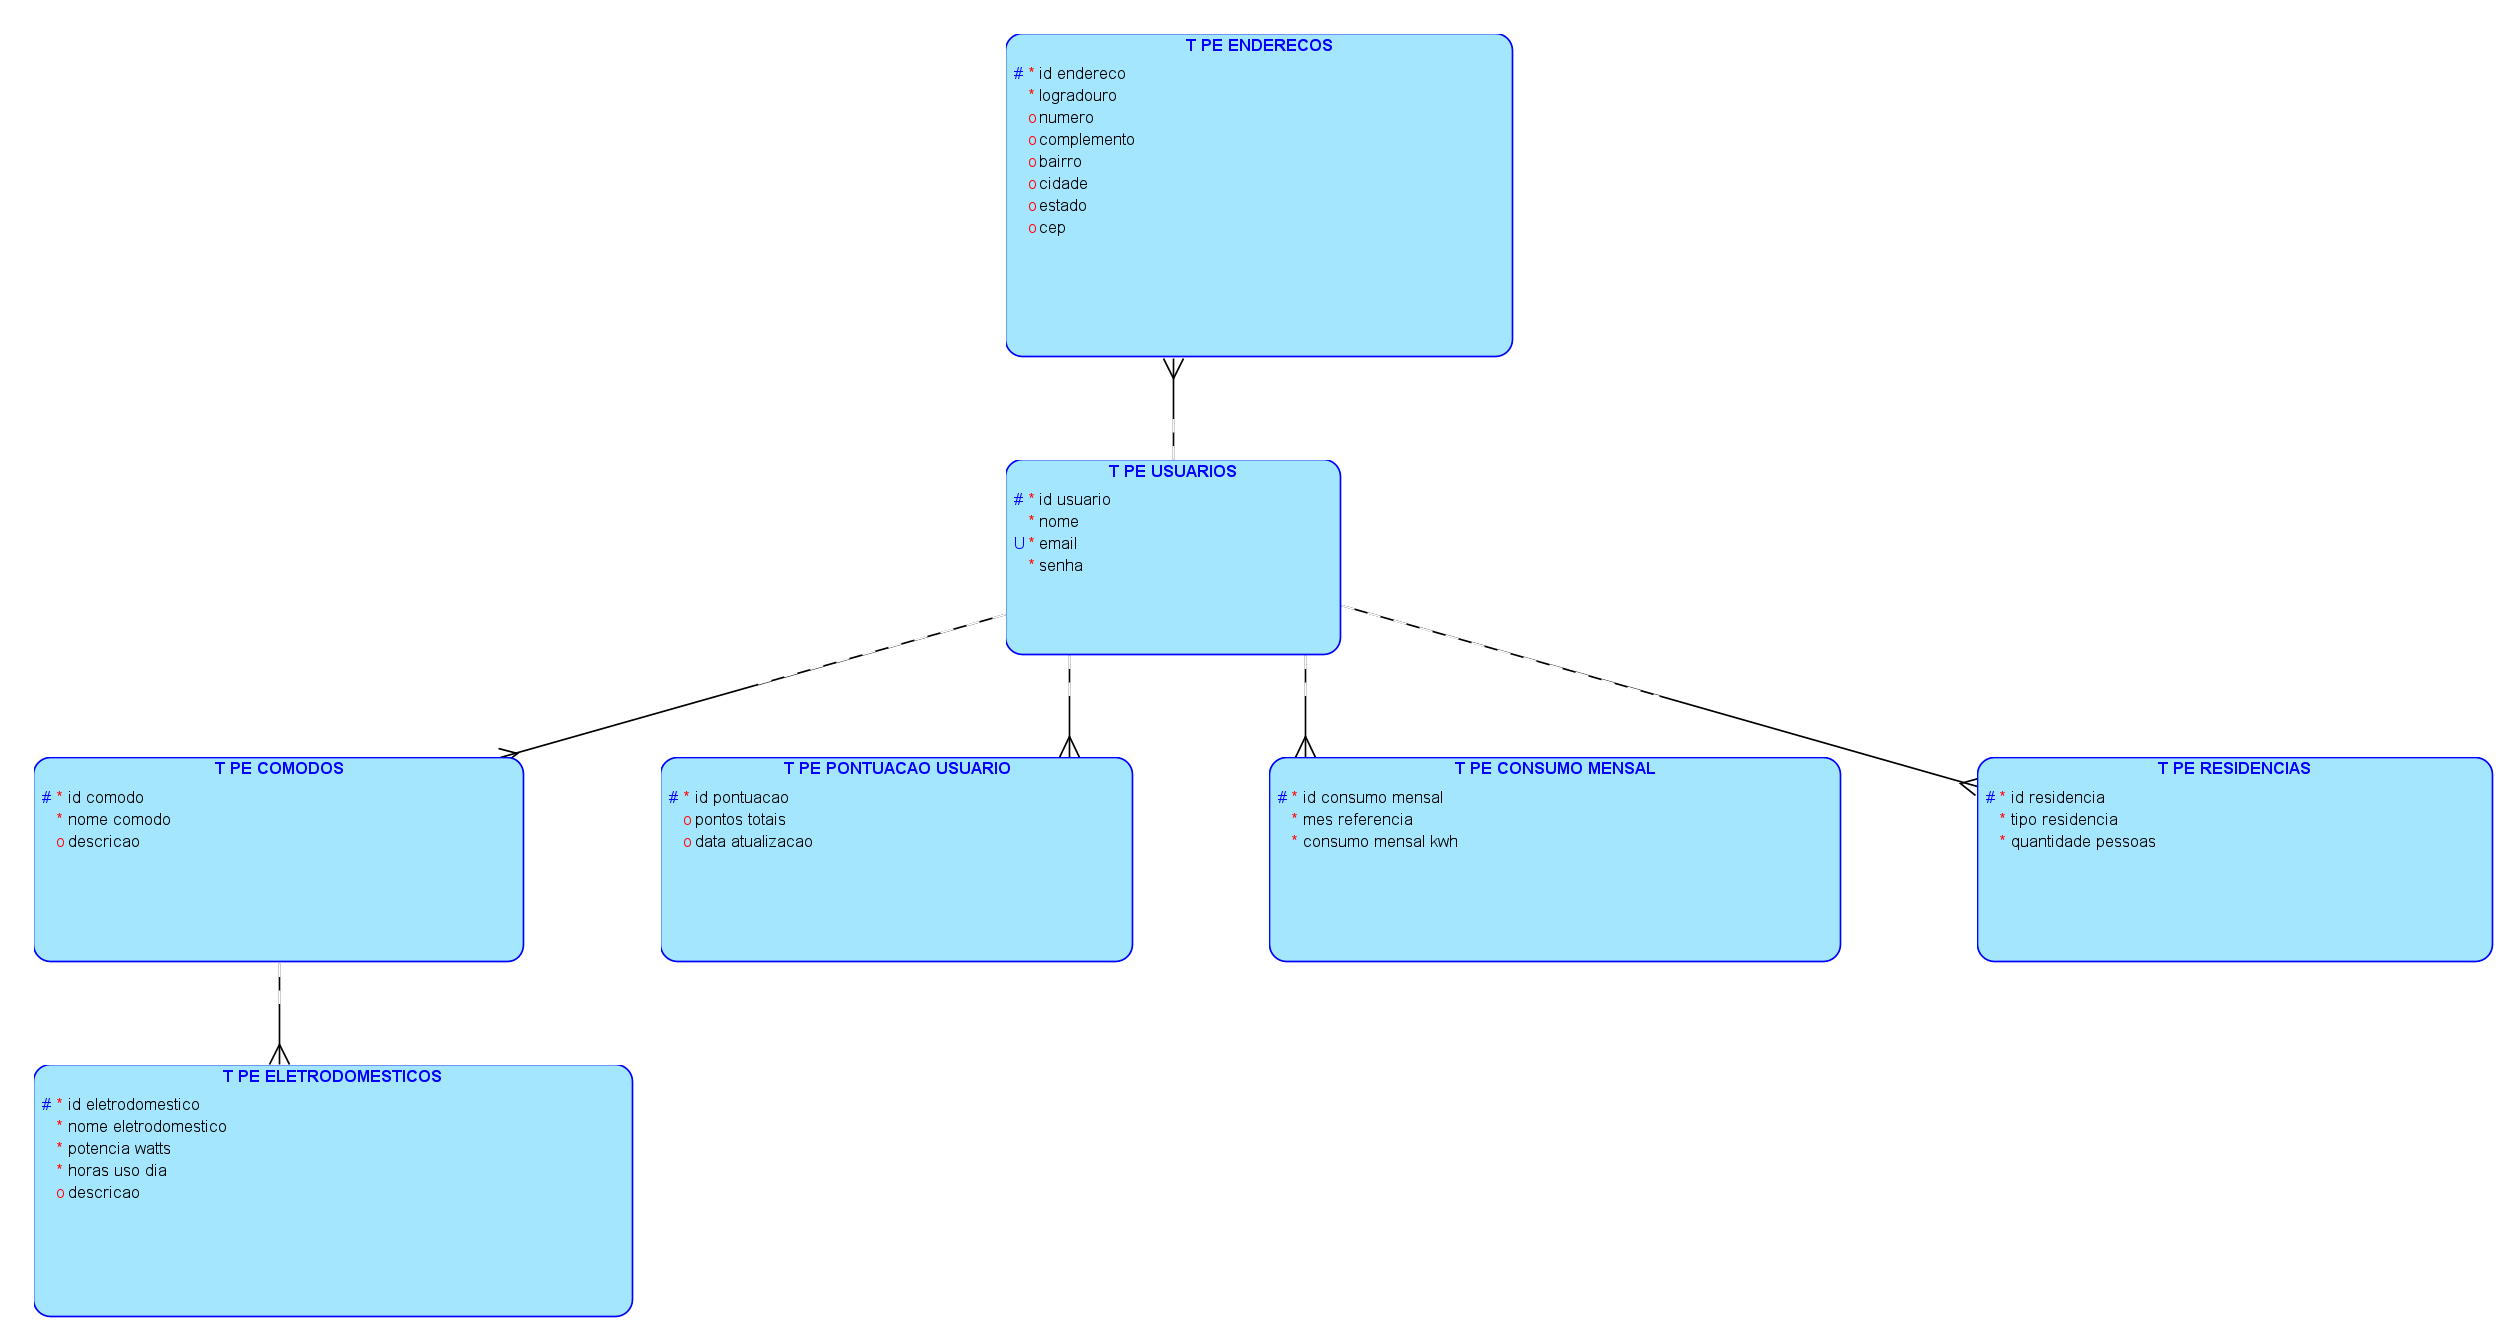 T PE ENDERECOS
# * id endereco
* logradouro
o numero
o complemento
o bairro
o cidade
o estado
o cep
T PE USUARIOS
# * id usuario
* nome
U * email
* senha
T PE COMODOS
# * id comodo
* nome comodo
o descricao
T PE PONTUACAO USUARIO
# * id pontuacao
o pontos totais
o data atualizacao
T PE CONSUMO MENSAL
# * id consumo mensal
* mes referencia
* consumo mensal kwh
T PE RESIDENCIAS
# * id residencia
* tipo residencia
* quantidade pessoas
T PE ELETRODOMESTICOS
# * id eletrodomestico
* nome eletrodomestico
* potencia watts
* horas uso dia
o descricao